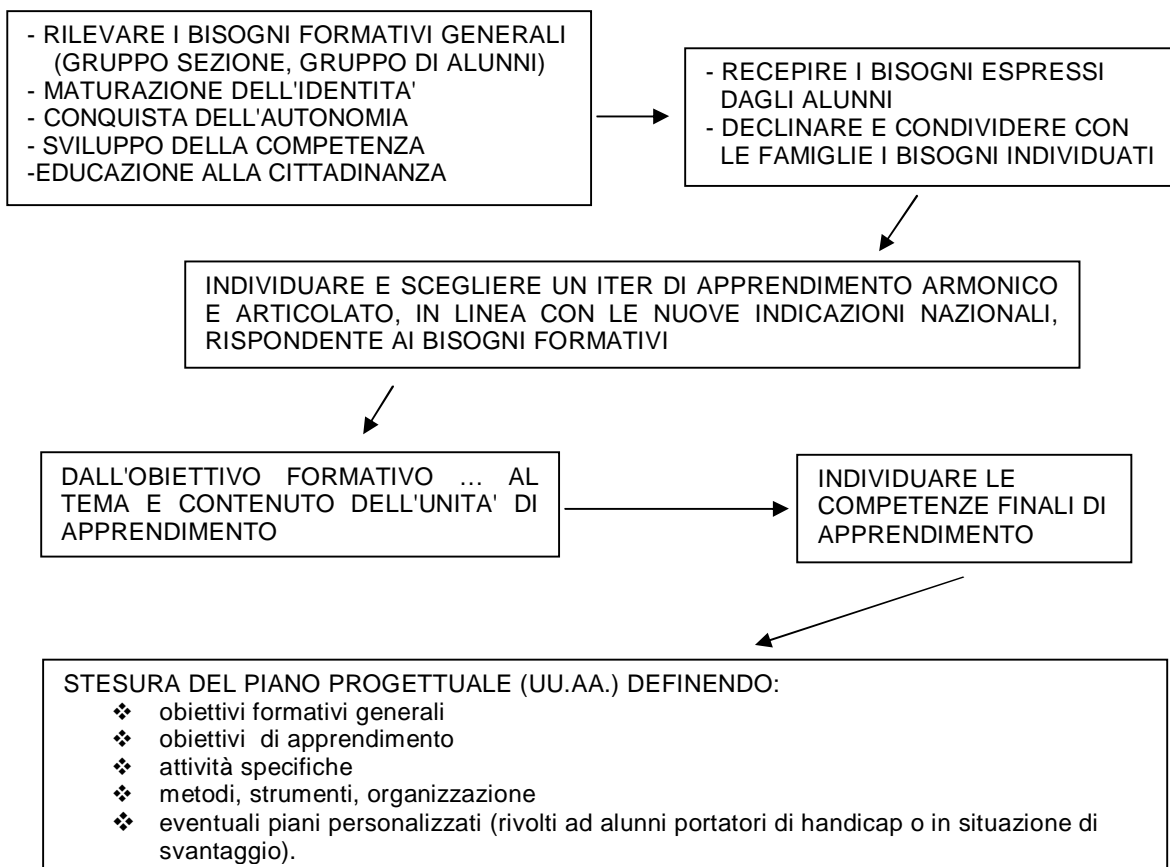 - RILEVARE I BISOGNI FORMATIVI GENERALI
(GRUPPO SEZIONE, GRUPPO DI ALUNNI)
- MATURAZIONE DELL'IDENTITA'
- CONQUISTA DELL'AUTONOMIA
- SVILUPPO DELLA COMPETENZA
-EDUCAZIONE ALLA CITTADINANZA
- RECEPIRE I BISOGNI ESPRESSI
DAGLI ALUNNI
- DECLINARE E CONDIVIDERE CON
LE FAMIGLIE I BISOGNI INDIVIDUATI
INDIVIDUARE E SCEGLIERE UN ITER DI APPRENDIMENTO ARMONICO
E ARTICOLATO, IN LINEA CON LE NUOVE INDICAZIONI NAZIONALI,
RISPONDENTE AI BISOGNI FORMATIVI
DALL'OBIETTIVO FORMATIVO … AL
TEMA E CONTENUTO DELL'UNITA' DI
APPRENDIMENTO
INDIVIDUARE LE
COMPETENZE FINALI DI
APPRENDIMENTO
STESURA DEL PIANO PROGETTUALE (UU.AA.) DEFINENDO:
❖ obiettivi formativi generali
❖ obiettivi di apprendimento
❖ attività specifiche
❖ metodi, strumenti, organizzazione
❖ eventuali piani personalizzati (rivolti ad alunni portatori di handicap o in situazione di
svantaggio).